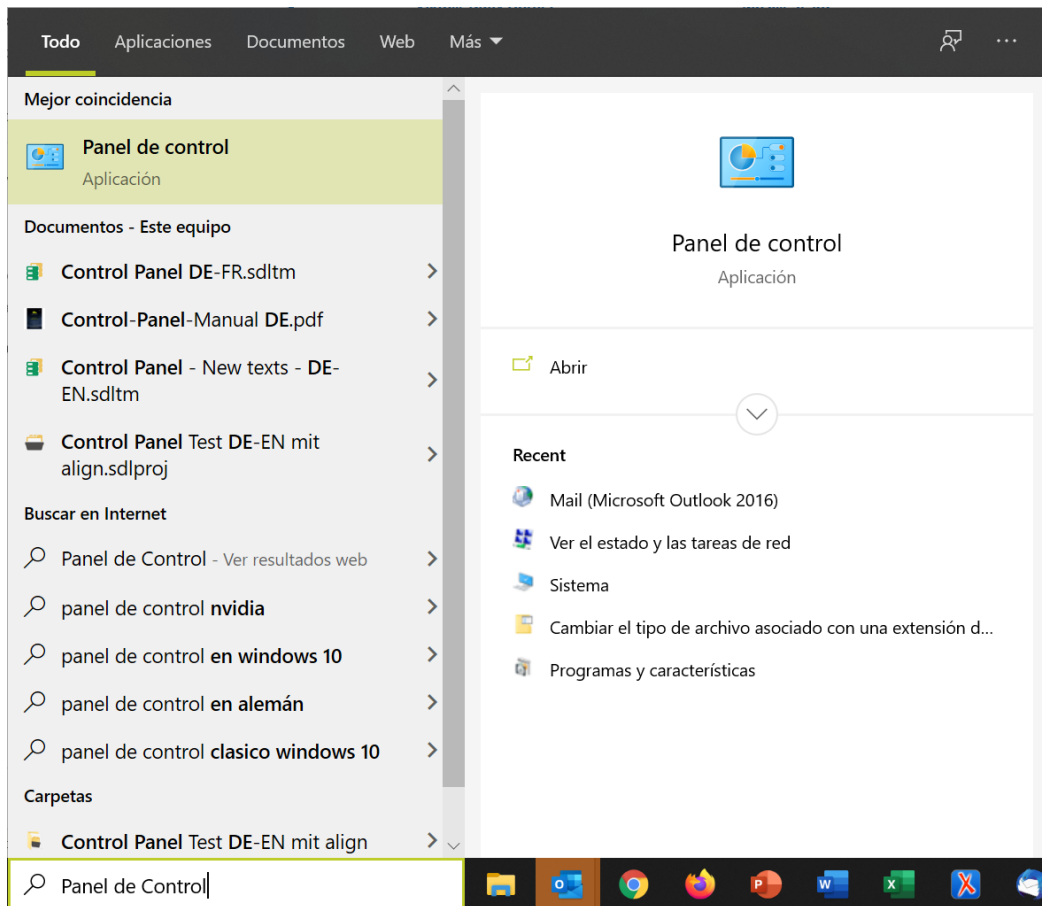 Todo Aplicaciones Documentos Web Más
Mejor coincidencia
Panel de control
Aplicación
Documentos - Este equipo
Control Panel DE-FR.sdltm
Control-Panel-Manual DE.pdf
Control Panel - New texts - DE-
EN.sdltm
Control Panel Test DE-EN mit
align.sdlproj
Buscar en Internet
Panel de Control - Ver resultados web
panel de control nvidia
panel de control en windows 10
panel de control en alemán
panel de control clasico windows 10
Carpetas
Control Panel Test DE-EN mit align
Panel de Control
Panel de control
Aplicación
Abrir
Recent
Mail (Microsoft Outlook 2016)
Ver el estado y las tareas de red
Sistema
Cambiar el tipo de archivo asociado con una extensión d...
Programas y características